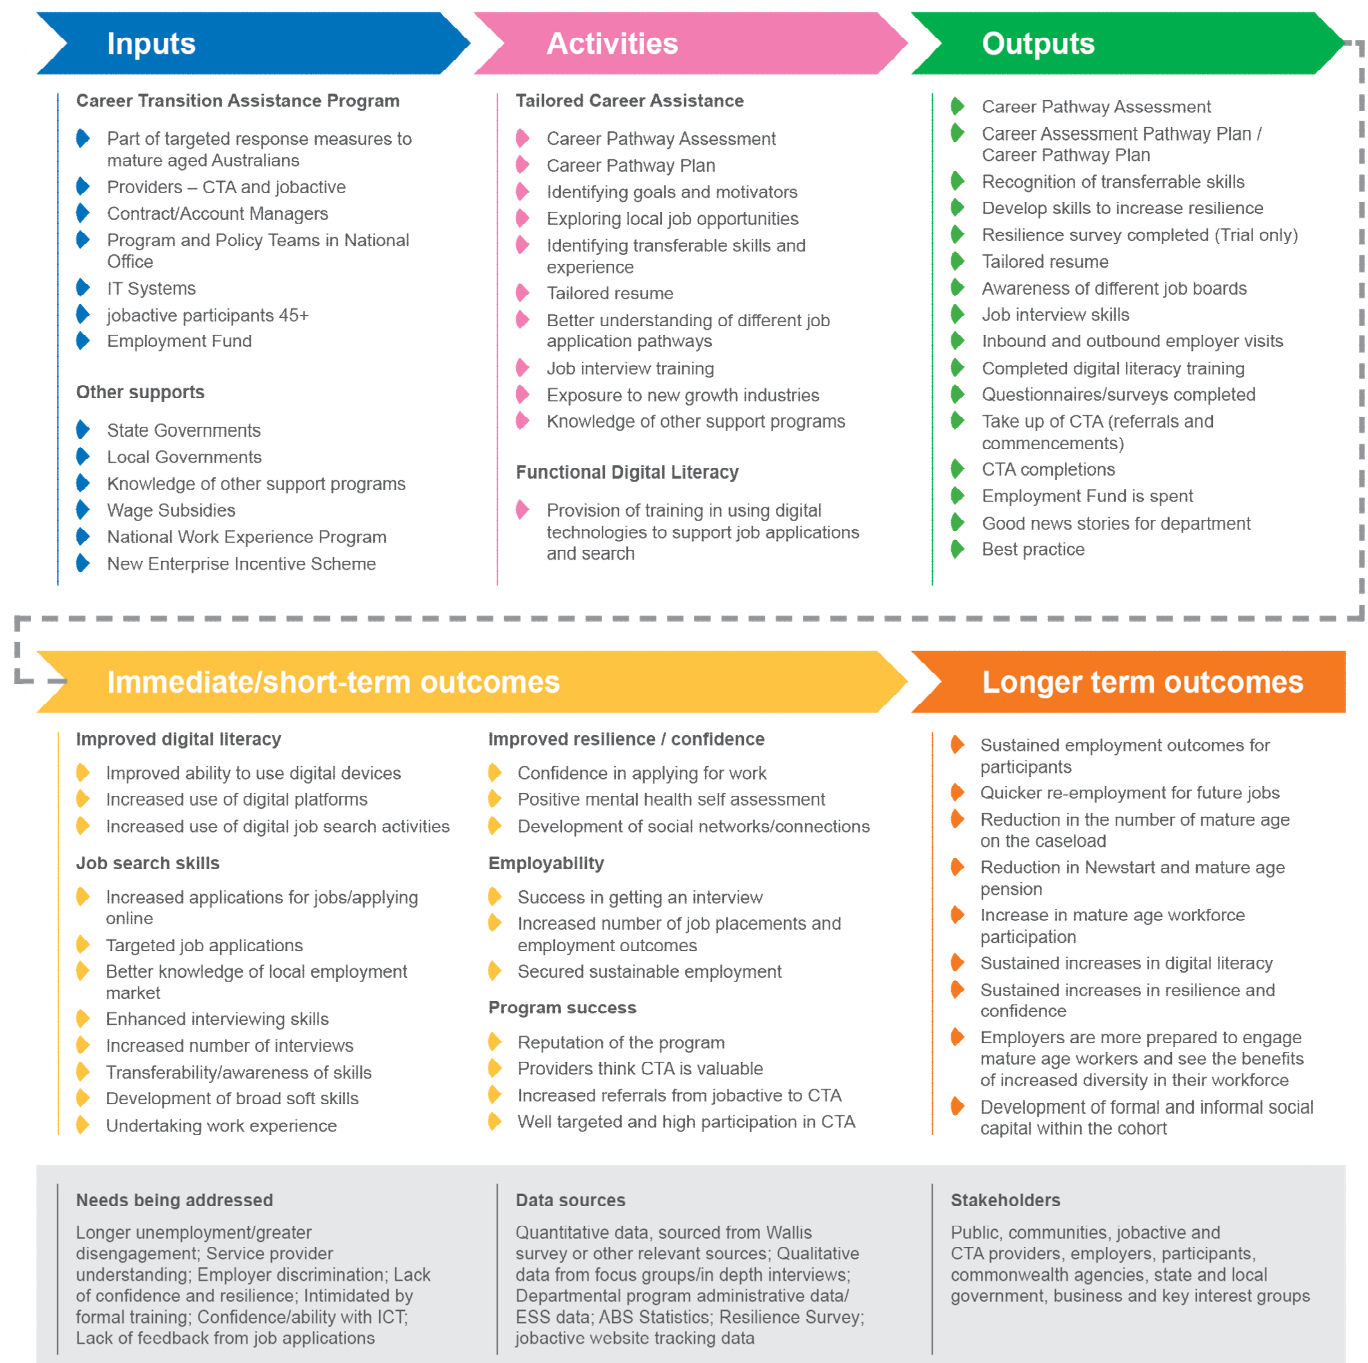 Inputs
Career Transition Assistance Program
Part of targeted response measures to
mature aged Australians
Providers – CTA and jobactive
Contract/Account Managers
Program and Policy Teams in National
Office
IT Systems
jobactive participants 45+
Employment Fund
Other supports
State Governments
Local Governments
Knowledge of other support programs
Wage Subsidies
National Work Experience Program
New Enterprise Incentive Scheme
Activities
Tailored Career Assistance
Career Pathway Assessment
Career Pathway Plan
Identifying goals and motivators
Exploring local job opportunities
Identifying transferable skills and
experience
Tailored resume
Better understanding of different job
application pathways
Job interview training
Exposure to new growth industries
Knowledge of other support programs
Functional Digital Literacy
Provision of training in using digital
technologies to support job applications
and search
Outputs
Career Pathway Assessment
Career Assessment Pathway Plan /
Career Pathway Plan
Recognition of transferrable skills
Develop skills to increase resilience
Resilience survey completed (Trial only)
Tailored resume
Awareness of different job boards
Job interview skills
Inbound and outbound employer visits
Completed digital literacy training
Questionnaires/surveys completed
Take up of CTA (referrals and
commencements)
CTA completions
Employment Fund is spent
Good news stories for department
Best practice
Immediate/short-term outcomes
Improved digital literacy
Improved ability to use digital devices
Increased use of digital platforms
Increased use of digital job search activities
Job search skills
Increased applications for jobs/applying
online
Targeted job applications
Better knowledge of local employment
market
Enhanced interviewing skills
Increased number of interviews
Transferability/awareness of skills
Development of broad soft skills
Undertaking work experience
Improved resilience / confidence
Confidence in applying for work
Positive mental health self assessment
Development of social networks/connections
Employability
Success in getting an interview
Increased number of job placements and
employment outcomes
Secured sustainable employment
Program success
Reputation of the program
Providers think CTA is valuable
Increased referrals from jobactive to CTA
Well targeted and high participation in CTA
Longer term outcomes
Sustained employment outcomes for
participants
Quicker re-employment for future jobs
Reduction in the number of mature age
on the caseload
Reduction in Newstart and mature age
pension
Increase in mature age workforce
participation
Sustained increases in digital literacy
Sustained increases in resilience and
confidence
Employers are more prepared to engage
mature age workers and see the benefits
of increased diversity in their workforce
Development of formal and informal social
capital within the cohort
Needs being addressed
Longer unemployment/greater
disengagement; Service provider
understanding; Employer discrimination; Lack
of confidence and resilience; Intimidated by
formal training; Confidence/ability with ICT;
Lack of feedback from job applications
Data sources
Quantitative data, sourced from Wallis
survey or other relevant sources; Qualitative
data from focus groups/in depth interviews;
Departmental program administrative data/
ESS data; ABS Statistics; Resilience Survey;
jobactive website tracking data
Stakeholders
Public, communities, jobactive and
CTA providers, employers, participants,
commonwealth agencies, state and local
government, business and key interest groups